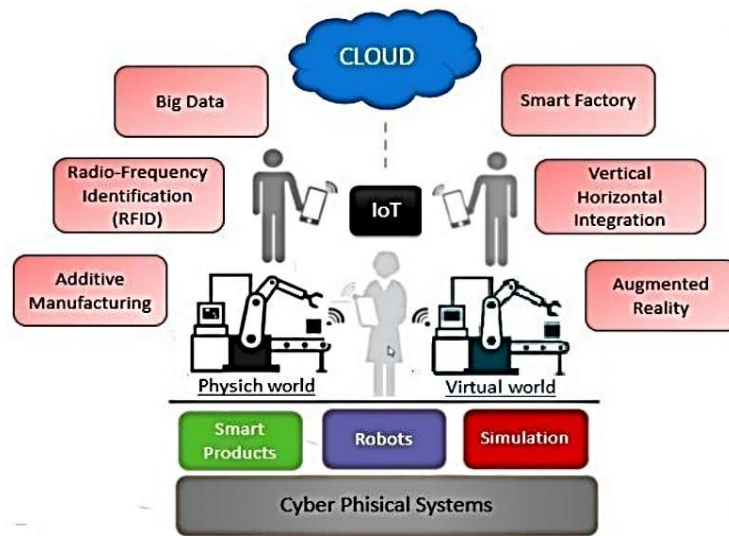 CLOUD
Big Data
Smart Factory
Radio-Frequency
Identification
(RFID)
IoT
Vertical
Horizontal
Integration
Additive
Manufacturing
Augmented
Reality
Physich world
Virtual world
Smart
Products
Robots
Simulation
Cyber Phisical Systems